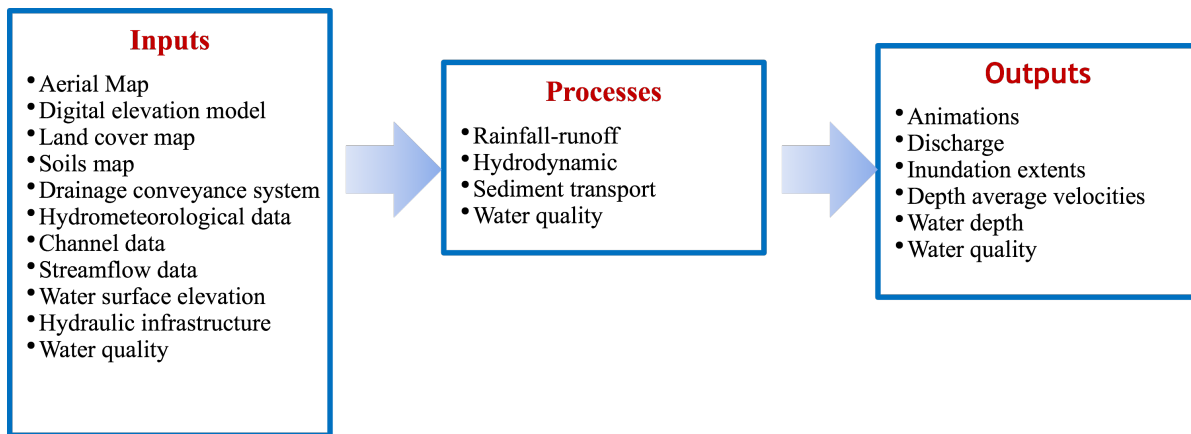 Inputs
• Aerial Map
• Digital elevation model
• Land cover map
• Soils map
• Drainage conveyance system
• Hydrometeorological data
• Channel data
• Streamflow data
• Water surface elevation
• Hydraulic infrastructure
• Water quality
Processes
• Rainfall-runoff
• Hydrodynamic
• Sediment transport
• Water quality
Outputs
• Animations
• Discharge
• Inundation extents
• Depth average velocities
• Water depth
• Water quality